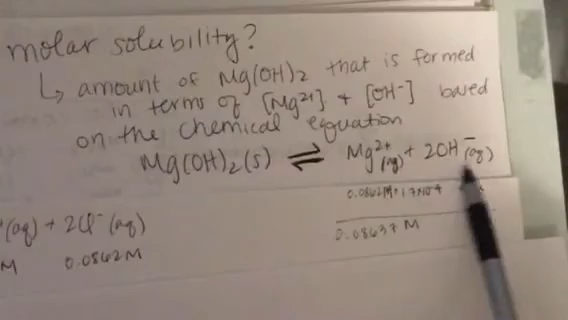 molar solubility?
↳ amount of Mg(OH)2 that is formed
in terms of [Mg2+] + [OH-] based
on the chemical equation
Mg(OH)2(s) ⇌ Mg2+(aq) + 2OH-(aq)
(aq) + 2Cl-(aq)
M 0.0862M
0.08637 M